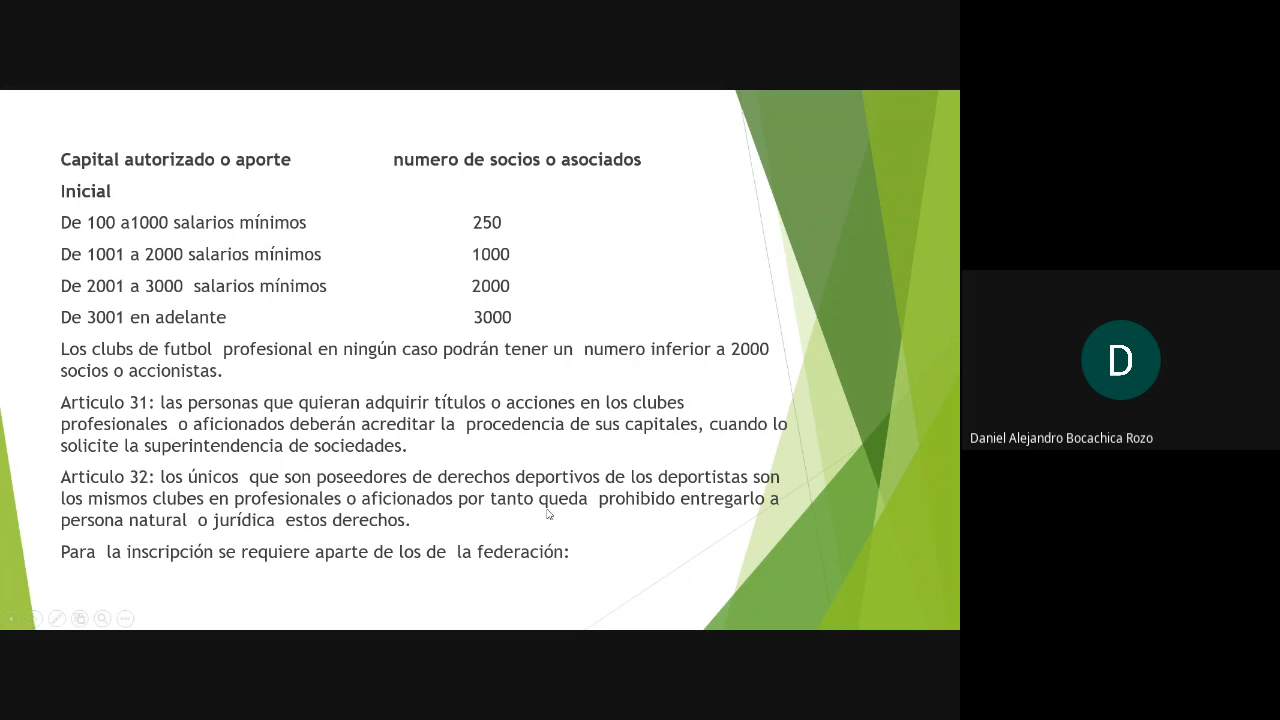 Capital autorizado o aporte numero de socios o asociados
Inicial
De 100 a1000 salarios mínimos 250
De 1001 a 2000 salarios mínimos 1000
De 2001 a 3000 salarios mínimos 2000
De 3001 en adelante 3000
Los clubs de futbol profesional en ningún caso podrán tener un numero inferior a 2000
socios o accionistas.
Articulo 31: las personas que quieran adquirir títulos o acciones en los clubes
profesionales o aficionados deberán acreditar la procedencia de sus capitales, cuando lo
solicite la superintendencia de sociedades.
Articulo 32: los únicos que son poseedores de derechos deportivos de los deportistas son
los mismos clubes en profesionales o aficionados por tanto queda prohibido entregarlo a
persona natural o jurídica estos derechos.
Para la inscripción se requiere aparte de los de la federación:
D
Daniel Alejandro Bocachica Rozo